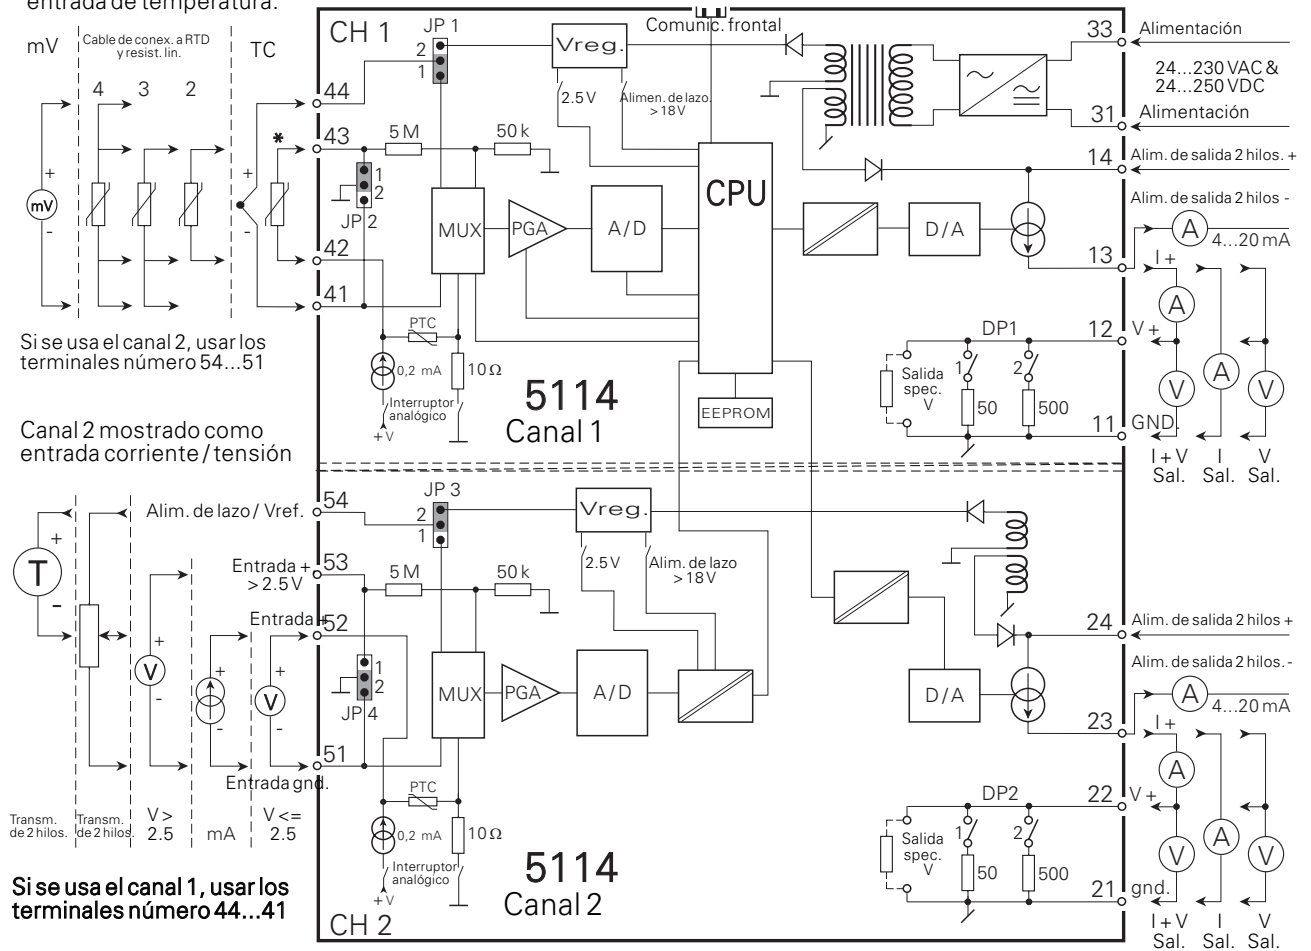 entrada de temperatura.
mV
Cable de conex. a RTD
y resist. lin.
TC
4
3
2
+
mV
-
+
-
*
Si se usa el canal 2, usar los
terminales número 54...51
CH 1
JP 1
2
1
44
43
42
41
5 M
50 k
1
2
JP 2
MUX
PGA
A/D
PTC
0,2 mA
10 Ω
Interruptor
analógico
+V
Vreg.
2.5 V
Alimen. de lazo.
>18 V
Comunic. frontal
CPU
EEPROM
5114
Canal 1
D/A
33
Alimentación
24...230 VAC &
24...250 VDC
31
Alimentación
14
Alim. de salida 2 hilos. +
Alim. de salida 2 hilos -
A
4...20 mA
13
I +
A
12
V +
DP1
Salida
spec.
V
1
2
50
500
V
A
V
11
GND.
I + V
Sal.
I
Sal.
V
Sal.
Canal 2 mostrado como
entrada corriente / tensión
Alim. de lazo / Vref.
54
JP 3
2
1
T
+
-
Entrada +
> 2.5 V
53
Entrada +
52
+
V
-
+
-
+
V
-
51
Entrada gnd.
Transm.
de 2 hilos.
Transm.
de 2 hilos.
V >
2.5
mA
V <=
2.5
Si se usa el canal 1, usar los
terminales número 44...41
5 M
50 k
1
2
JP 4
MUX
PGA
A/D
Vreg.
2.5 V
Alim. de lazo
>18 V
PTC
0,2 mA
10 Ω
Interruptor
analógico
+V
5114
Canal 2
CH 2
D/A
24
Alim. de salida 2 hilos +
Alim. de salida 2 hilos. -
A
4...20 mA
23
I +
A
22
V +
DP2
Salida
spec.
V
1
2
50
500
V
A
V
21
gnd.
I + V
Sal.
I
Sal.
V
Sal.